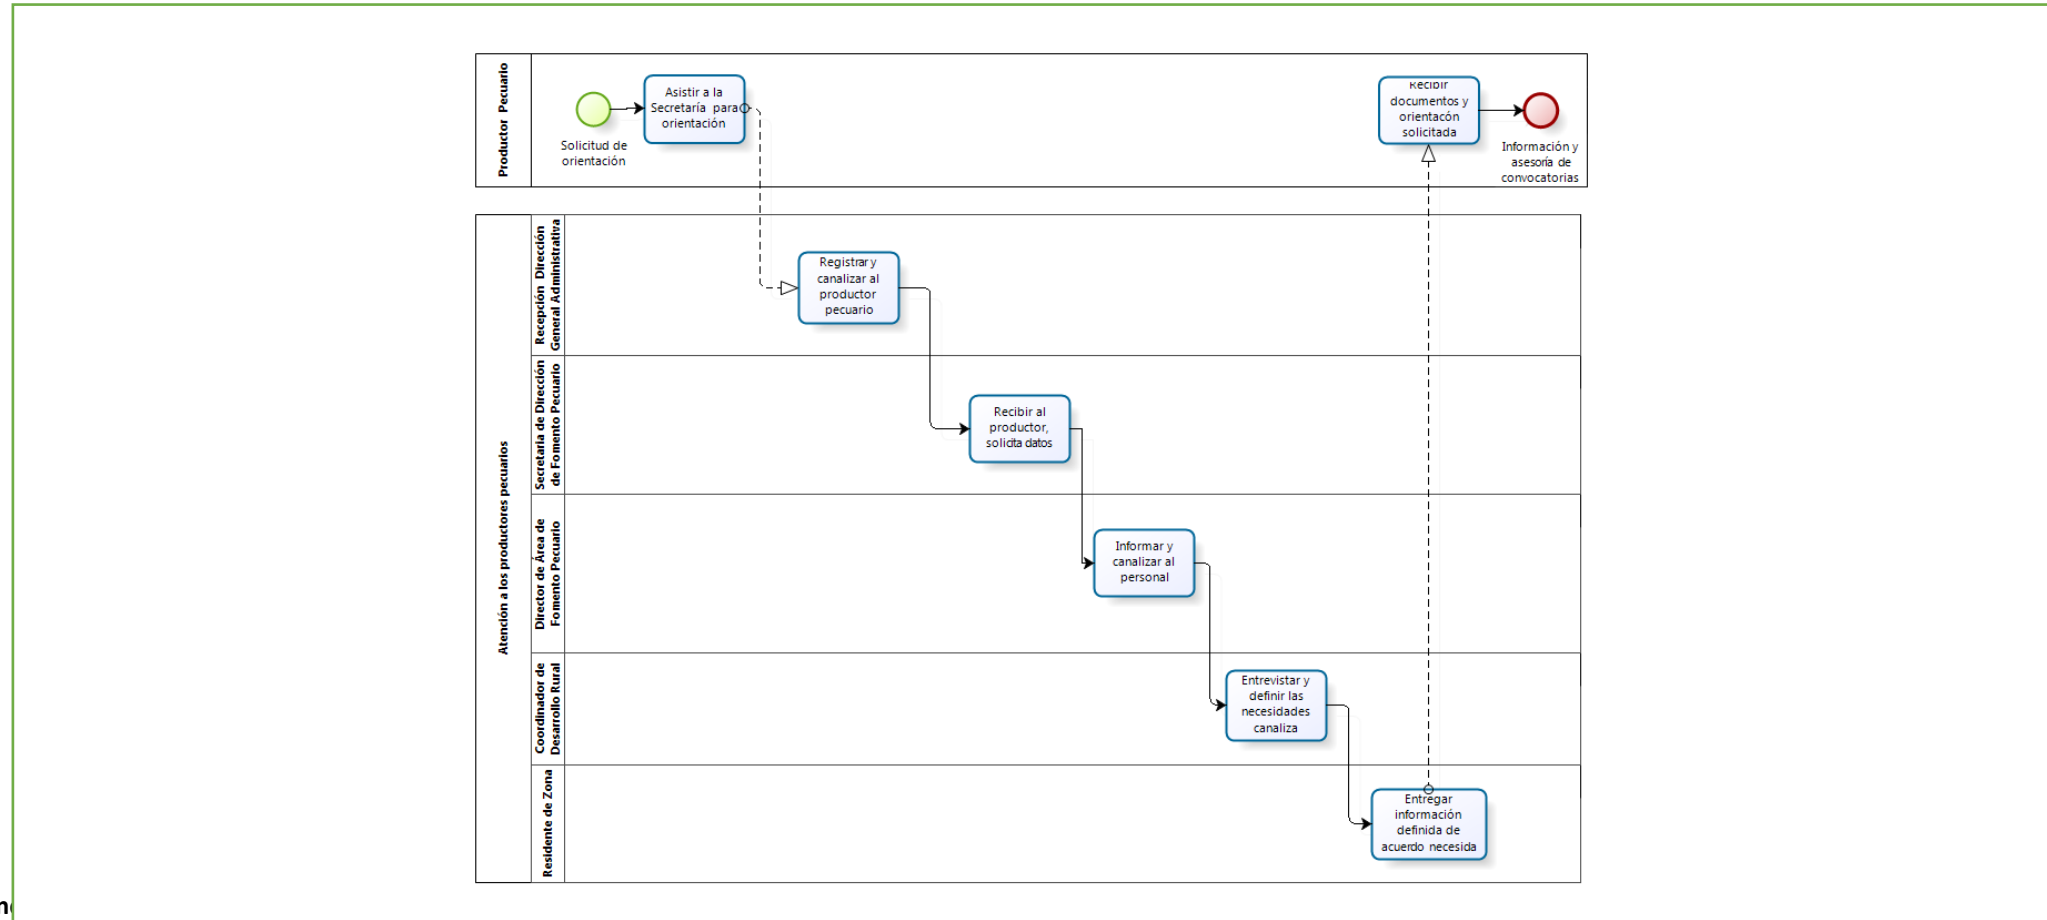 Productor Pecuario
Solicitud de
orientación
Asistir a la
Secretaría para
orientación
Recibir
documentos y
orientacón
solicitada
Información y
asesoría de
convocatorias
Atención a los productores pecuarios
Recepción Dirección
General Administrativa
Registrar y
canalizar al
productor
pecuario
Secretaria de Dirección
de Fomento Pecuario
Recibir al
productor,
solicita datos
Director de Área de
Fomento Pecuario
Informar y
canalizar al
personal
Coordinador de
Desarrollo Rural
Entrevistar y
definir las
necesidades
canaliza
Residente de Zona
Entregar
información
definida de
acuerdo necesida